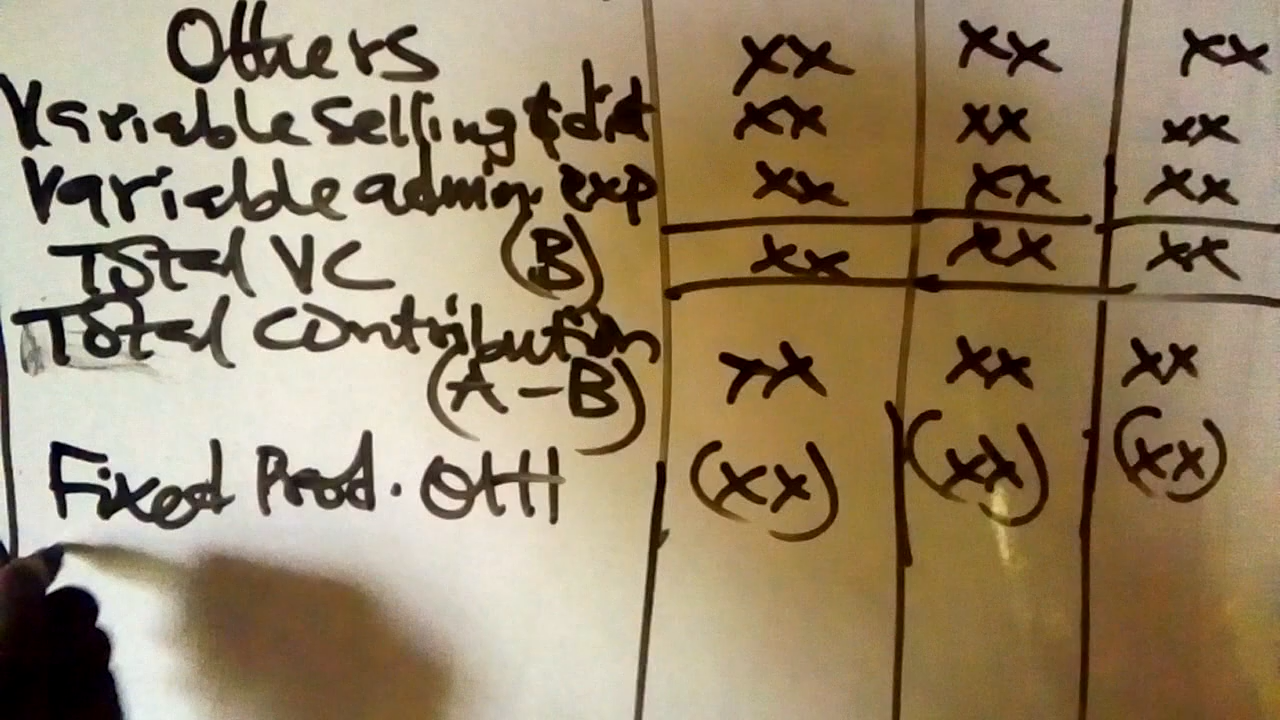 Others xx xx xx
Variable selling & dist xx xx xx
Variable admin. exp xx xx xx
Total VC (B) xx xx xx
Total contribution
(A-B) xx xx xx
Fixed Prod. OHH (xx) (xx) (xx)